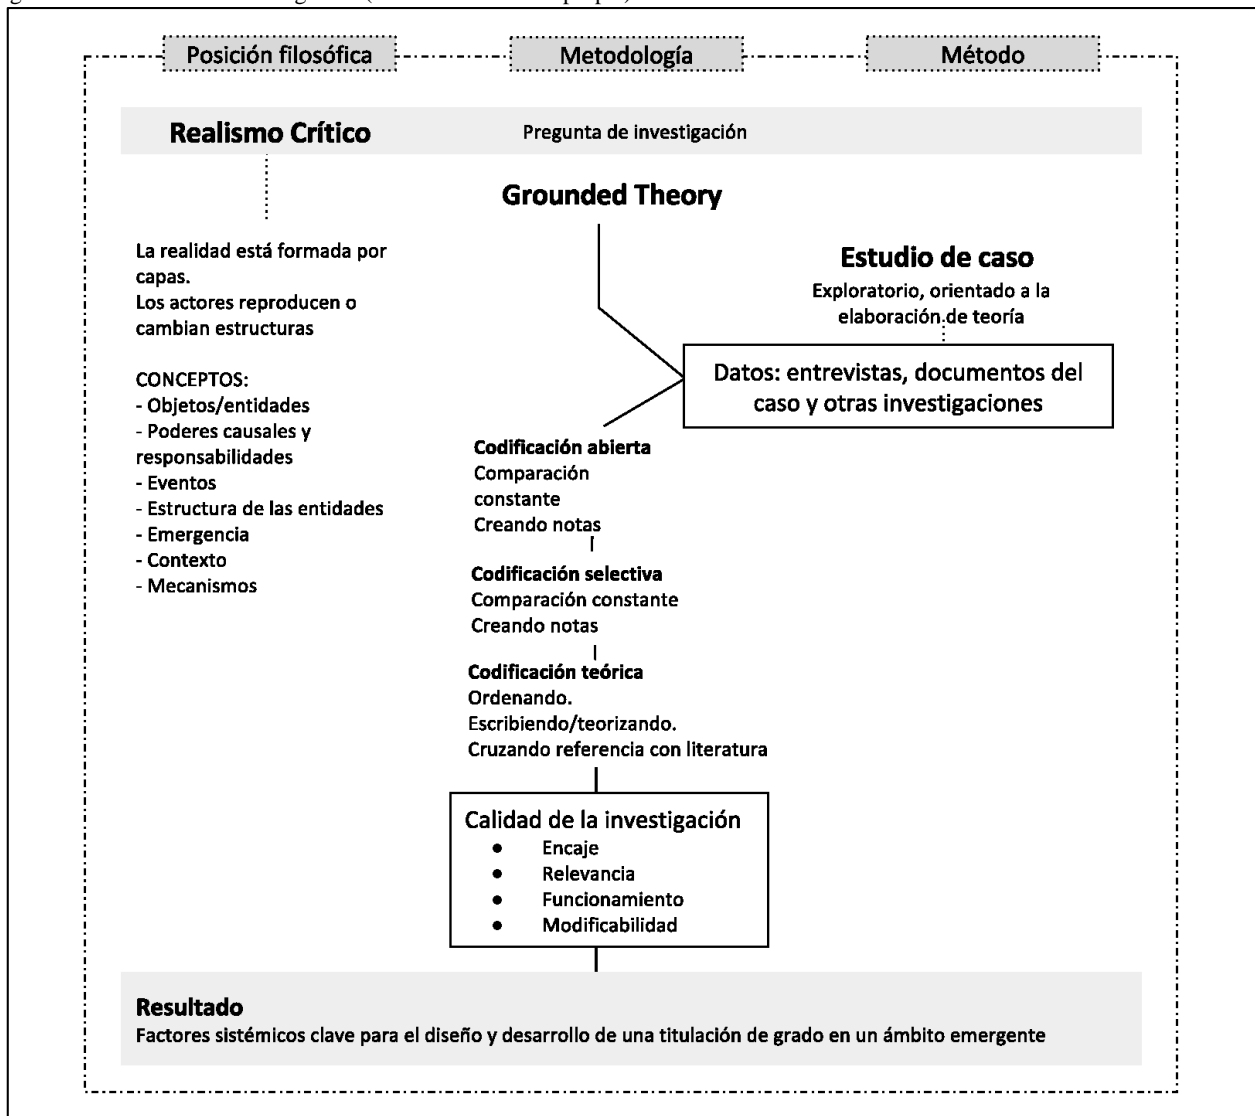 Posición filosófica
Metodología
Método
Realismo Crítico
Pregunta de investigación
Grounded Theory
La realidad está formada por
capas.
Los actores reproducen o
cambian estructuras
CONCEPTOS:
- Objetos/entidades
- Poderes causales y
responsabilidades
- Eventos
- Estructura de las entidades
- Emergencia
- Contexto
- Mecanismos
Estudio de caso
Exploratorio, orientado a la
elaboración de teoría
Datos: entrevistas, documentos del
caso y otras investigaciones
Codificación abierta
Comparación
constante
Creando notas
Codificación selectiva
Comparación constante
Creando notas
Codificación teórica
Ordenando.
Escribiendo/teorizando.
Cruzando referencia con literatura
Calidad de la investigación
● Encaje
● Relevancia
● Funcionamiento
● Modificabilidad
Resultado
Factores sistémicos clave para el diseño y desarrollo de una titulación de grado en un ámbito emergente